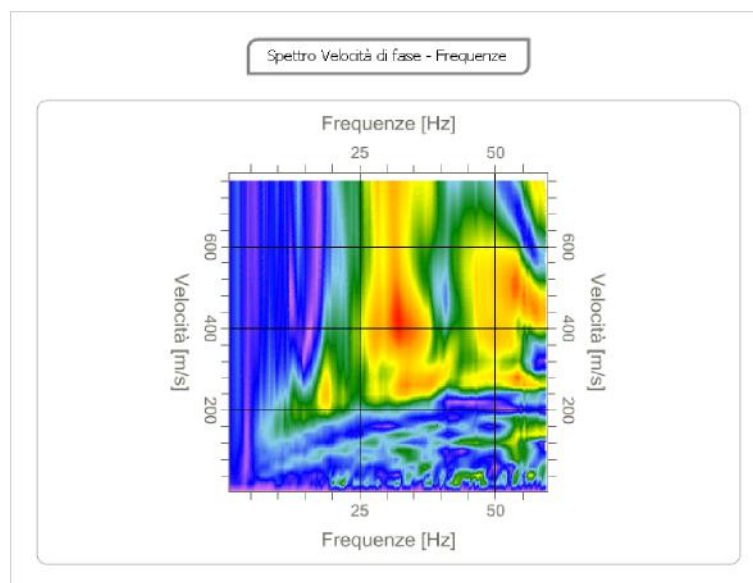 Spettro Velocità di fase - Frequenze
Frequenze [Hz]
25 50
600 600
Velocità [m/s] Velocità [m/s]
400 400
200 200
25 50
Frequenze [Hz]